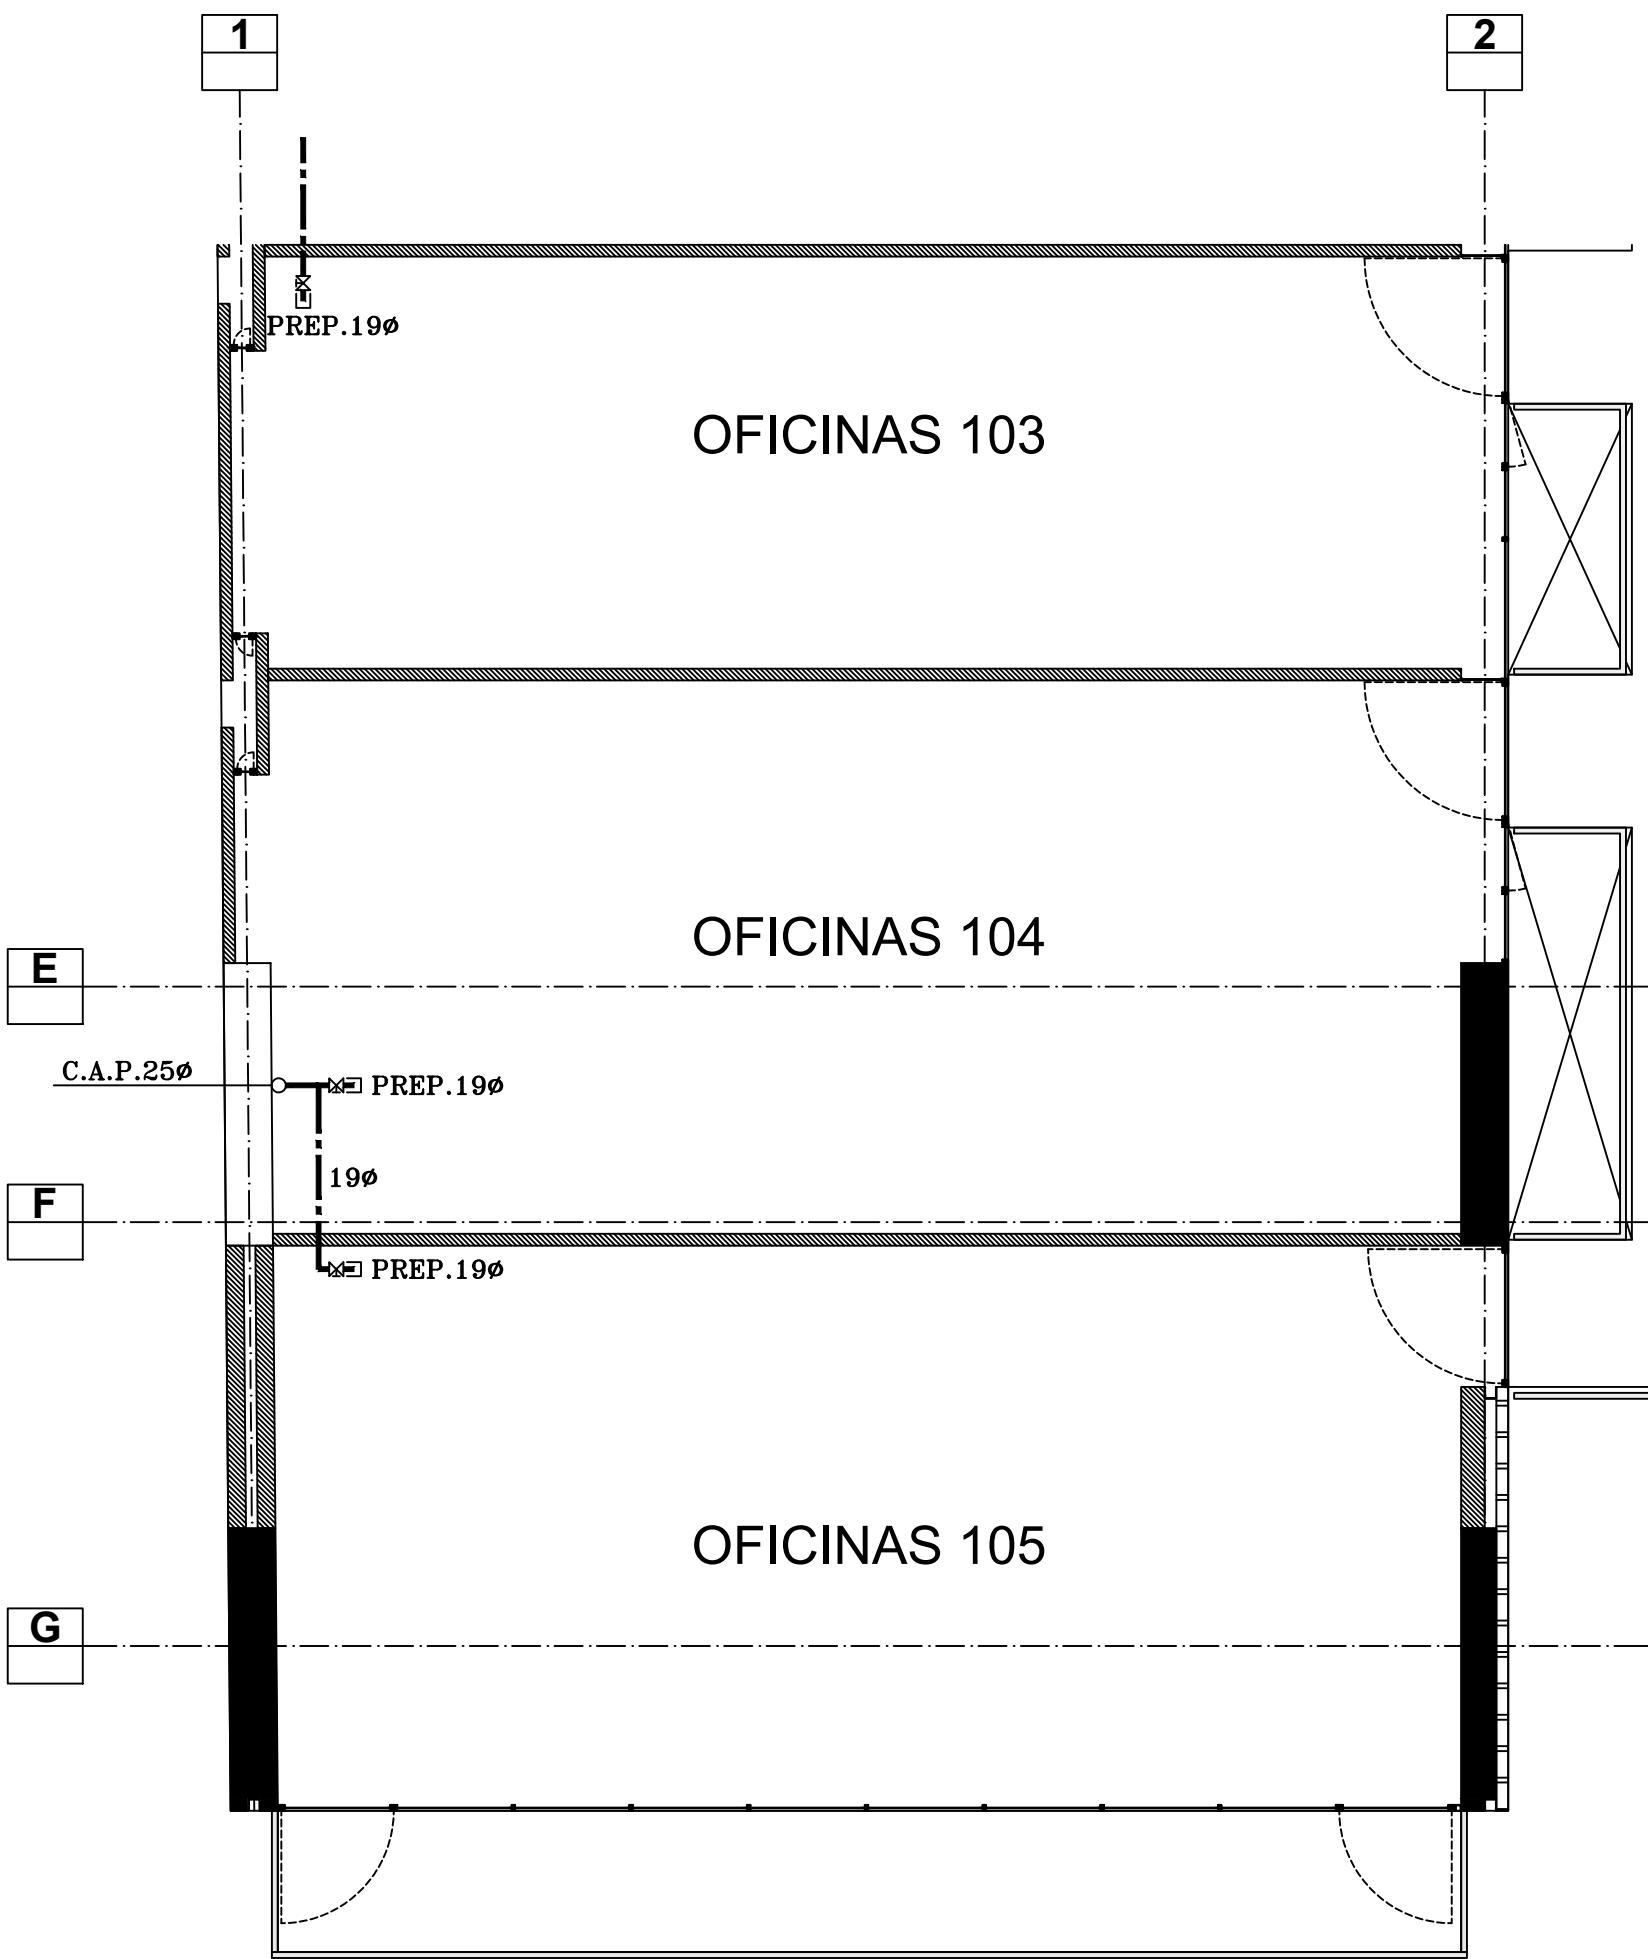 1
2
PREP.19ø
OFICINAS 103
OFICINAS 104
E
C.A.P.25ø
PREP.19ø
19ø
F
PREP.19ø
OFICINAS 105
G